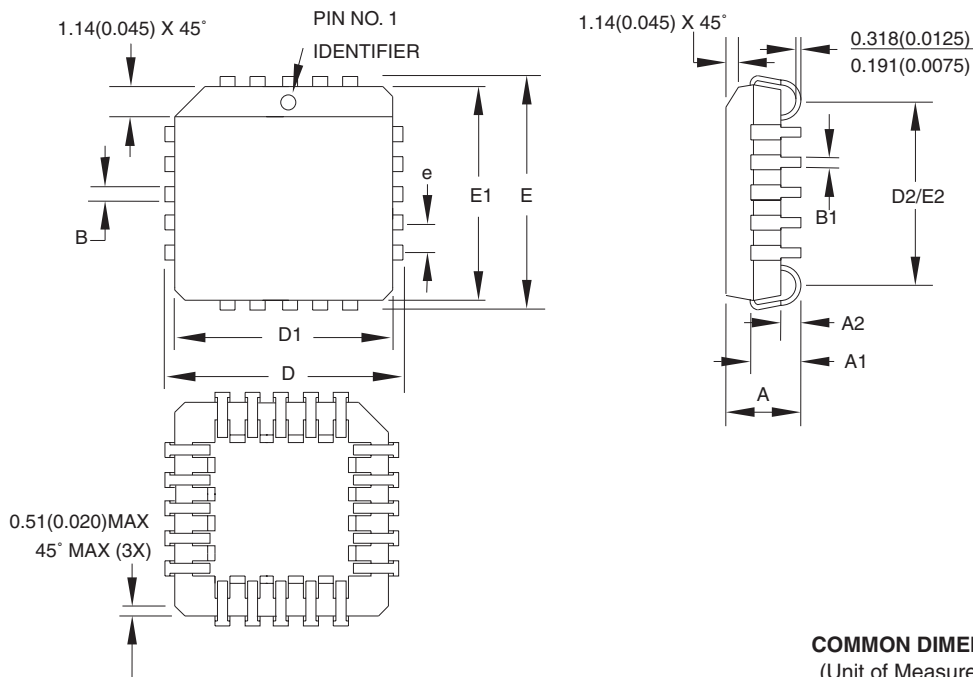 1.14(0.045) X 45˚
PIN NO. 1
IDENTIFIER
1.14(0.045) X 45˚
0.318(0.0125)
0.191(0.0075)
e
E1
E
B
D1
D
B1
D2/E2
A2
A1
A
0.51(0.020)MAX
45˚ MAX (3X)
COMMON
(Unit of Measure